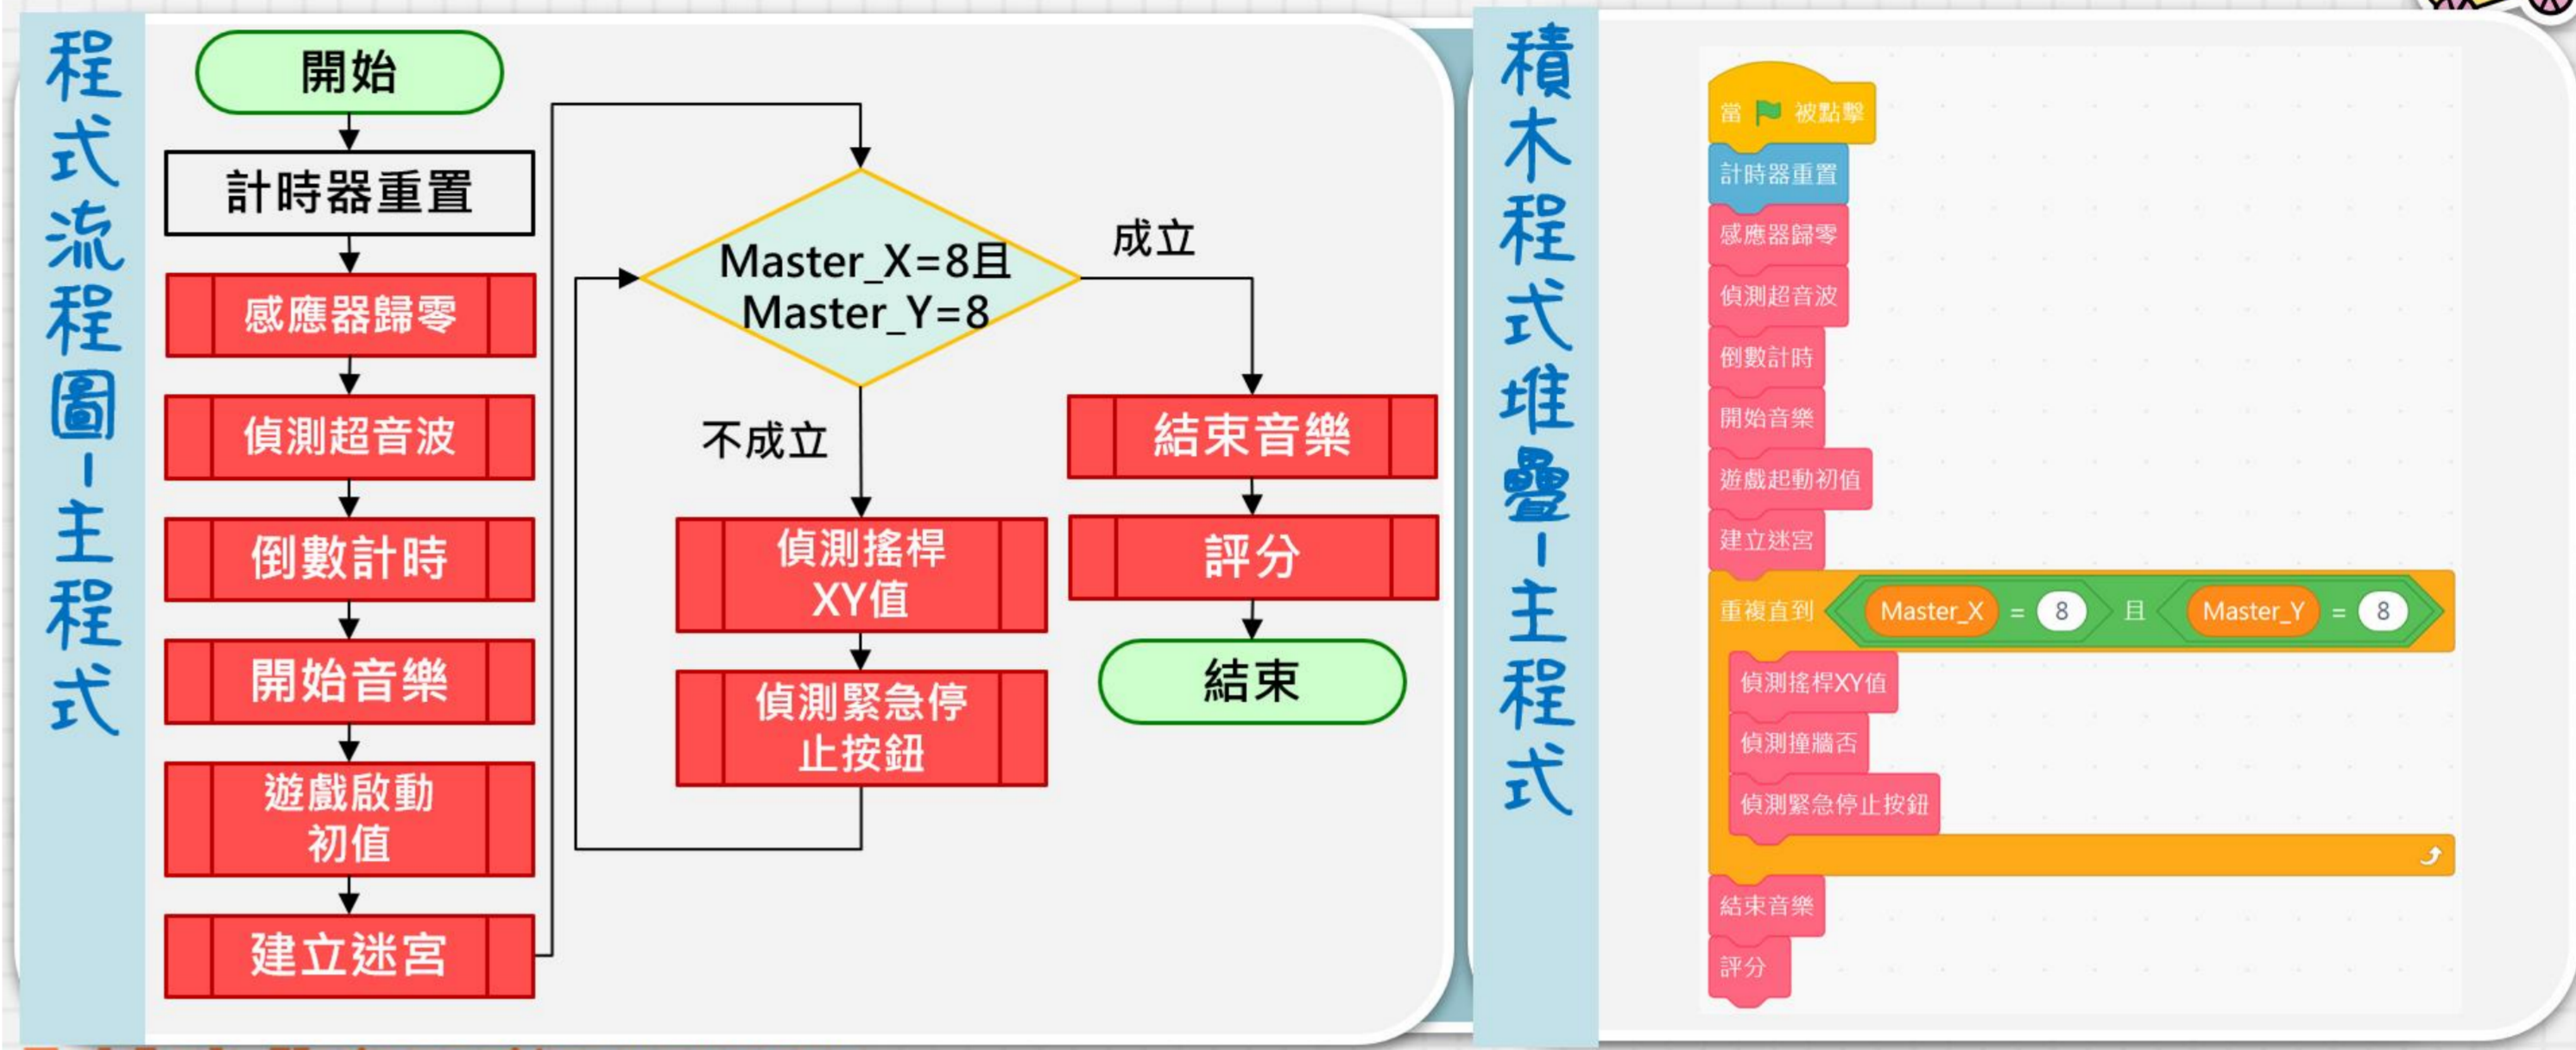 程式流程圖-主程式
開始
計時器重置
感應器歸零
偵測超音波
倒數計時
開始音樂
遊戲啟動
初值
建立迷宮
Master_X=8且
Master_Y=8
成立
不成立
偵測搖桿
XY值
偵測緊急停
止按鈕
結束音樂
評分
結束
積木程式堆疊-主程式
當 被點擊
計時器重置
感應器歸零
偵測超音波
倒數計時
開始音樂
遊戲起動初值
建立迷宮
重複直到 Master_X = 8 且 Master_Y = 8
偵測搖桿XY值
偵測撞牆否
偵測緊急停止按鈕
結束音樂
評分